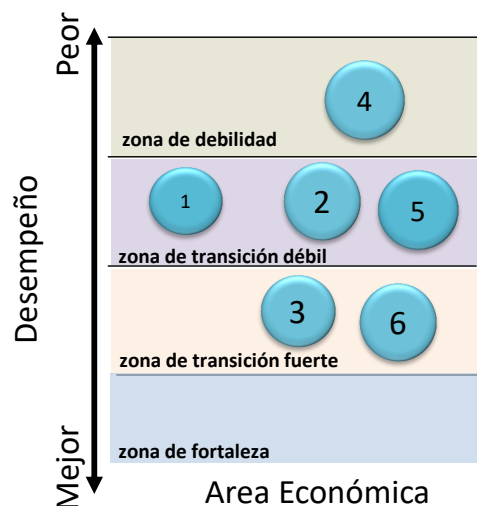 Peor
4
zona de debilidad
Desempeño
1
2
5
zona de transición débil
3
6
zona de transición fuerte
zona de fortaleza
Mejor
Area Económica